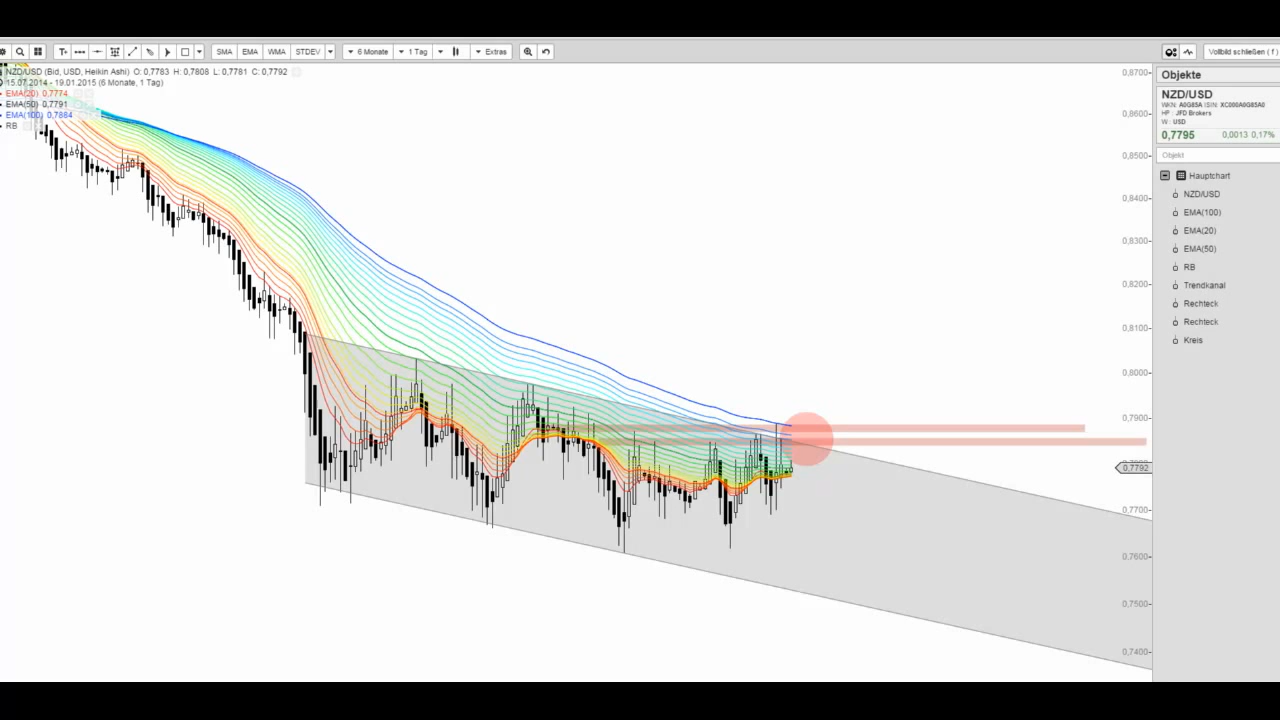 SMA EMA WMA STDEV 6 Monate 1 Tag Extras Vollbild schließen ( f )
NZD/USD (Bid, USD, Heikin Ashi) O: 0,7783 H: 0,7808 L: 0,7781 C: 0,7792
15.07.2014 - 19.01.2015 (6 Monate, 1 Tag)
EMA(20) 0,7774
EMA(50) 0,7791
EMA(100) 0,7884
RB
0,8700
0,8600
0,8500
0,8400
0,8300
0,8200
0,8100
0,8000
0,7900
0,7792
0,7700
0,7600
0,7500
0,7400
Objekte
NZD/USD
WKN: A0G85A ISIN: XC000A0G85A0
HP : JFD Brokers
W : USD
0,7795 0,0013 0,17%
Objekt
Hauptchart
NZD/USD
EMA(100)
EMA(20)
EMA(50)
RB
Trendkanal
Rechteck
Rechteck
Kreis